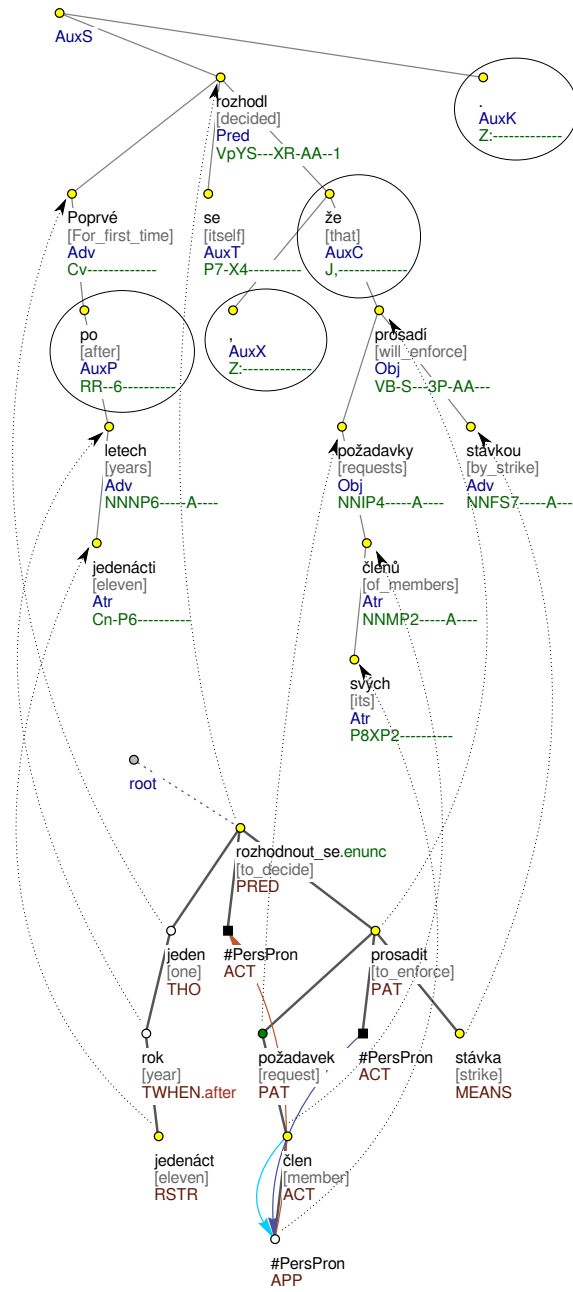 AuxS
rozhodl
[decided]
Pred
VpYS---XR-AA--1
.
AuxK
Z:-------------
Poprvé
[For_first_time]
Adv
Cv-------------
se
[itself]
AuxT
P7-X4----------
že
[that]
AuxC
J,-------------
po
[after]
AuxP
RR--6----------
,
AuxX
Z:-------------
prosadí
[will_enforce]
Obj
VB-S---3P-AA---
letech
[years]
Adv
NNNP6-----A----
požadavky
[requests]
Obj
NNIP4-----A----
stávkou
[by_strike]
Adv
NNFS7-----A----
jedenácti
[eleven]
Atr
Cn-P6----------
členů
[of_members]
Atr
NNMP2-----A----
svých
[its]
Atr
P8XP2----------
root
rozhodnout_se.enunc
[to_decide]
PRED
jeden
[one]
THO
#PersPron
ACT
prosadit
[to_enforce]
PAT
rok
[year]
TWHEN.after
požadavek
[request]
PAT
#PersPron
ACT
stávka
[strike]
MEANS
jedenáct
[eleven]
RSTR
člen
[member]
ACT
#PersPron
APP